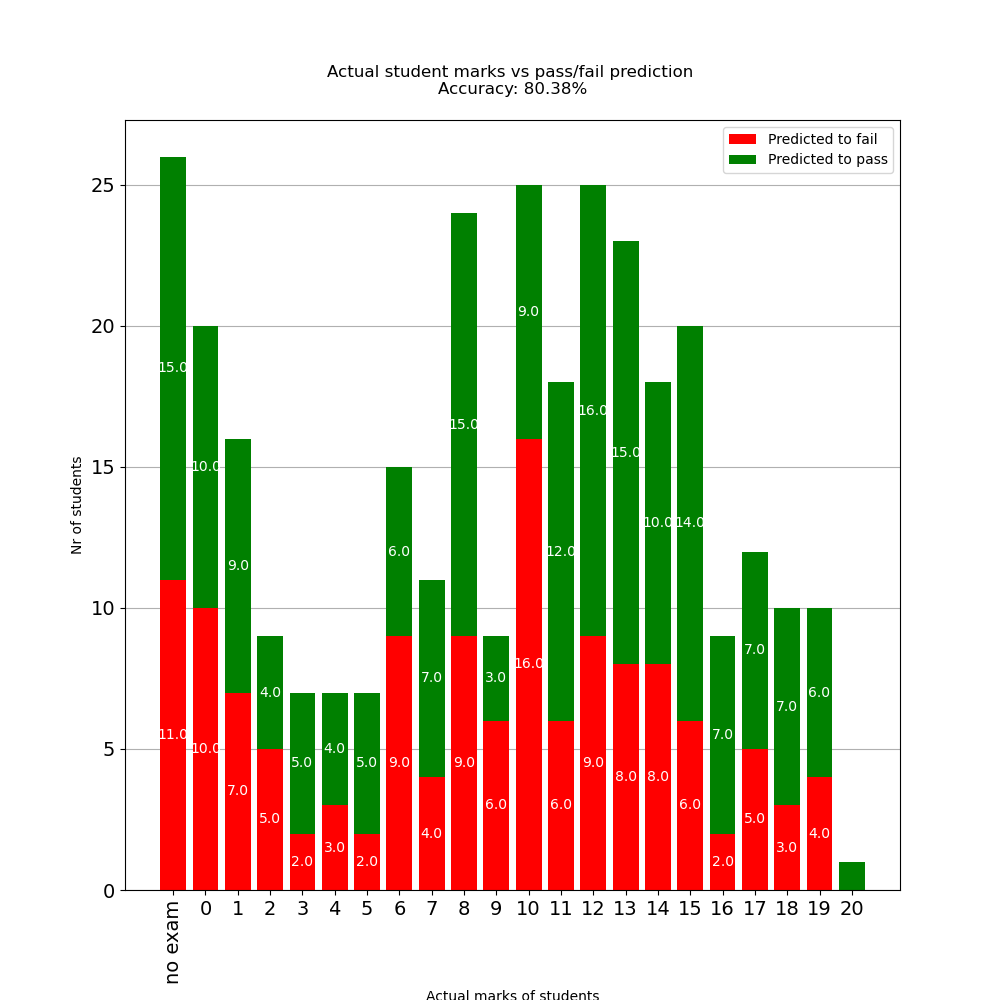 Actual student marks vs pass/fail prediction
Accuracy: 80.38%
Predicted to fail
Predicted to pass
Nr of students
25
20
15
10
5
0
15.0 10.0 9.0 4.0 5.0 4.0 5.0 6.0 7.0 15.0 3.0 9.0 12.0 16.0 15.0 10.0 14.0 7.0 7.0 7.0 6.0
11.0 10.0 7.0 5.0 2.0 3.0 2.0 9.0 4.0 9.0 6.0 16.0 6.0 9.0 8.0 8.0 6.0 2.0 5.0 3.0 4.0
no exam 0 1 2 3 4 5 6 7 8 9 10 11 12 13 14 15 16 17 18 19 20
Actual marks of students